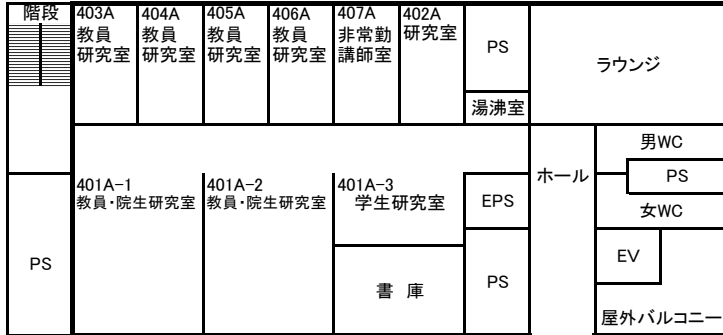 階段
403A
教員
研究室
404A
教員
研究室
405A
教員
研究室
406A
教員
研究室
407A
非常勤
講師室
402A
研究室
PS
湯沸室
ラウンジ
401A-1
教員・院生研究室
401A-2
教員・院生研究室
401A-3
学生研究室
書 庫
EPS
PS
PS
ホール
男WC
PS
女WC
EV
屋外バルコニー